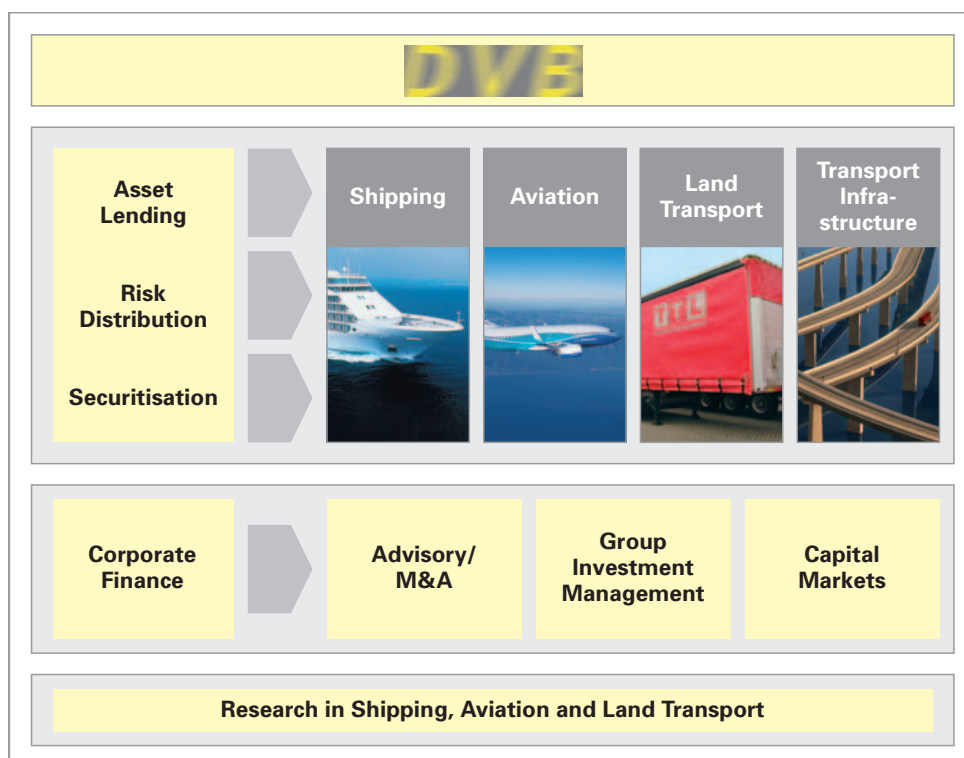 DVB
Asset
Lending
Risk
Distribution
Securitisation
Shipping
Aviation
Land
Transport
Transport
Infra-
structure
Corporate
Finance
Advisory/
M&A
Group
Investment
Management
Capital
Markets
Research in Shipping, Aviation and Land Transport